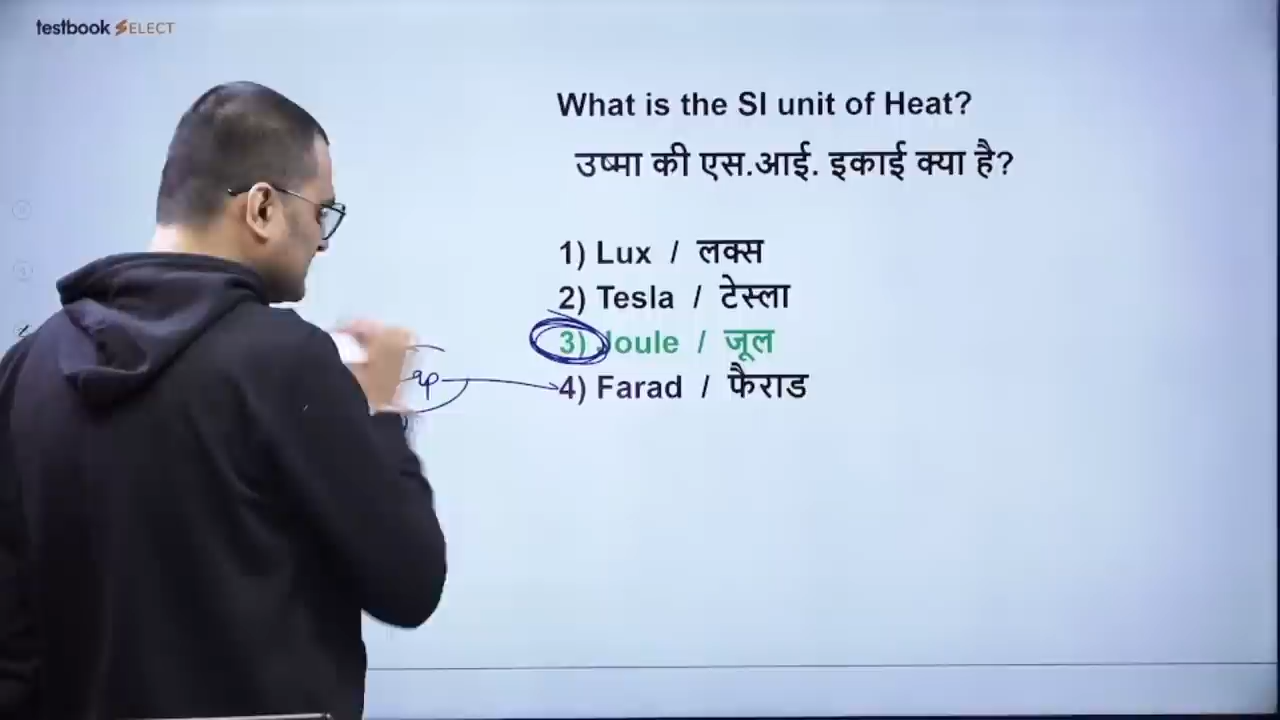 testbook SELECT
What is the SI unit of Heat?
उष्मा की एस.आई. इकाई क्या है?
1) Lux / लक्स
2) Tesla / टेस्ला
3) Joule / जूल
4) Farad / फैराड